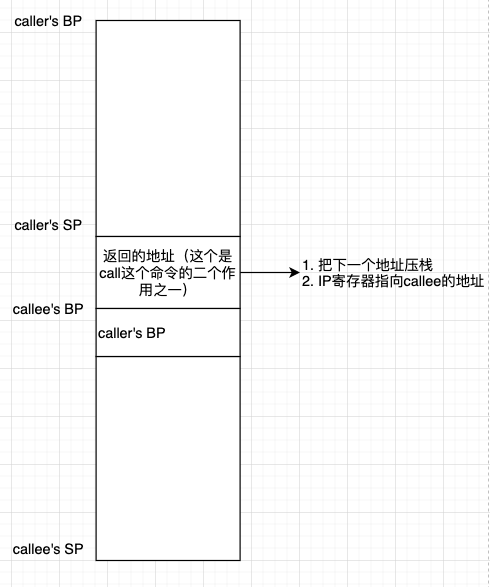 caller's BP
caller's SP
返回的地址（这个是
call这个命令的二个作
用之一）
1. 把下一个地址压栈
2. IP寄存器指向callee的地址
callee's BP
caller's BP
callee's SP